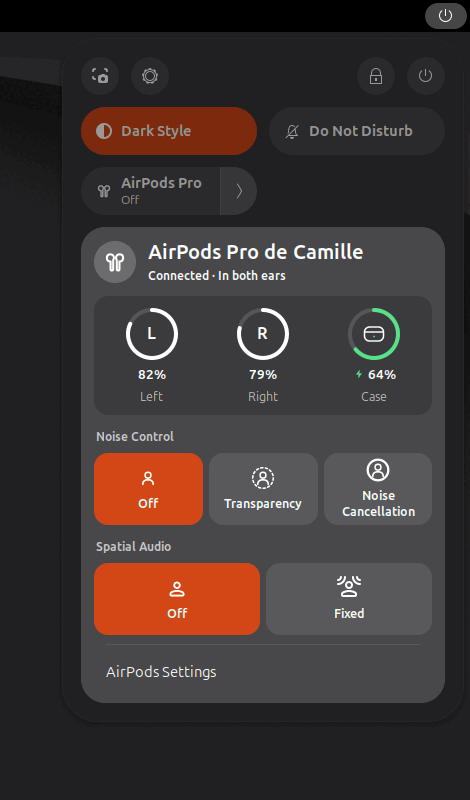 Dark Style
Do Not Disturb
AirPods Pro
Off
AirPods Pro de Camille
Connected · In both ears
L
R
82%
79%
64%
Left
Right
Case
Noise Control
Off
Transparency
Noise
Cancellation
Spatial Audio
Off
Fixed
AirPods Settings